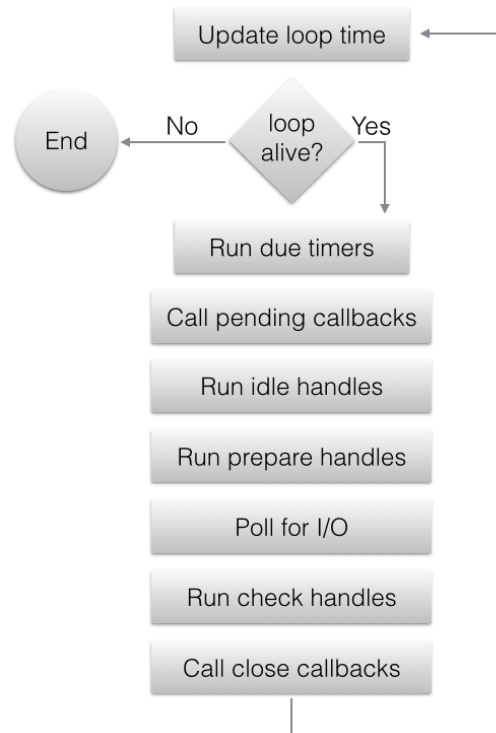 Update loop time
No
loop
alive?
Yes
End
Run due timers
Call pending callbacks
Run idle handles
Run prepare handles
Poll for I/O
Run check handles
Call close callbacks